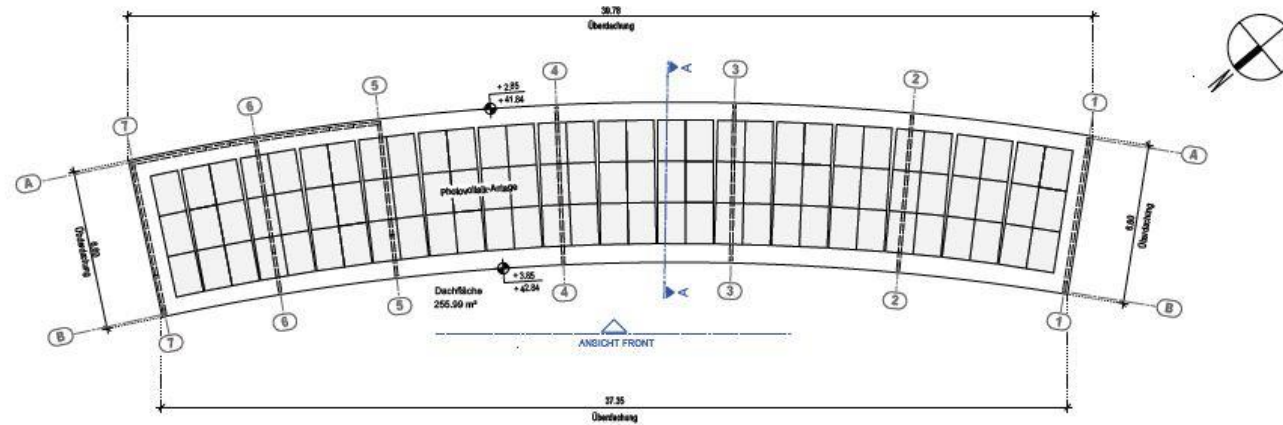 39.78
Überdachung
N
A
4
3
2
1
5
6
7
+2.85
+41.84
A
A
6.60
Überdachung
Photovoltaik-Anlage
6.60
Überdachung
+3.85
+42.84
Dachfläche
255.99 m²
A
B
7
6
5
4
3
2
1
B
ANSICHT FRONT
37.35
Überdachung